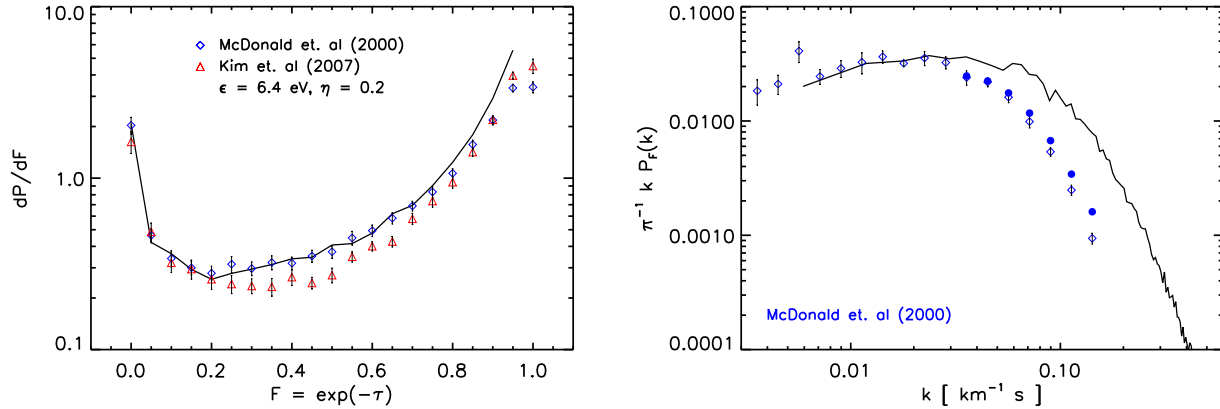 10.0
1.0
0.1
dP/dF
McDonald et. al (2000)
Kim et. al (2007)
ϵ = 6.4 eV, η = 0.2
0.0 0.2 0.4 0.6 0.8 1.0
F = exp(−τ)
0.1000
0.0100
0.0010
0.0001
π⁻¹ k P_F(k)
McDonald et. al (2000)
0.01 0.10
k [ km⁻¹ s]